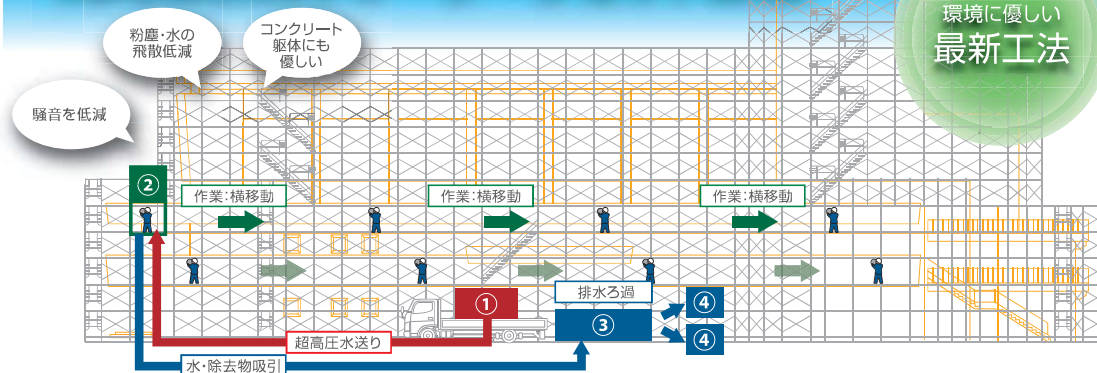 環境に優しい
最新工法
粉塵・水の
飛散低減
コンクリート
躯体にも
優しい
騒音を低減
②
作業:横移動
作業:横移動
作業:横移動
①
排水ろ過
③
④
④
超高圧水送り
水・除去物吸引